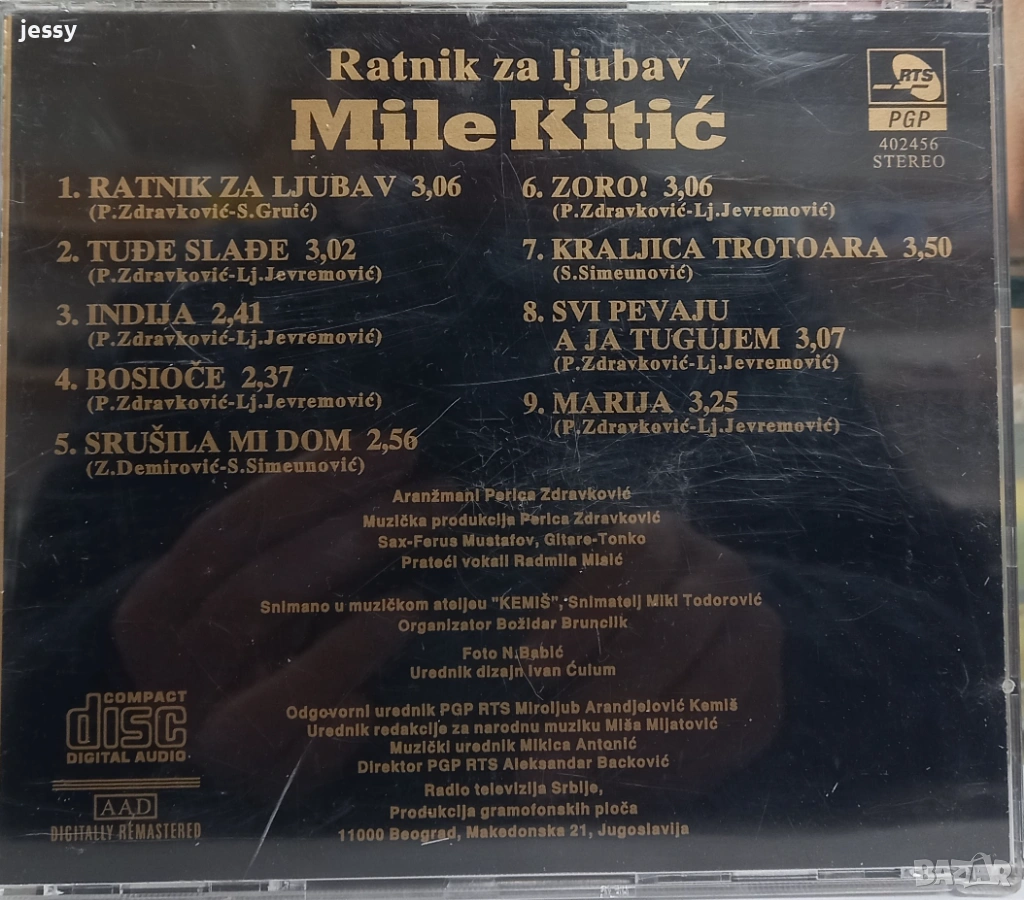 jessy
Ratnik za ljubav
Mile Kitić
RTS
PGP
402456
STEREO
1. RATNIK ZA LJUBAV 3,06
(P.Zdravković-S.Gruić)
2. TUĐE SLAĐE 3,02
(P.Zdravković-Lj.Jevremović)
3. INDIJA 2,41
(P.Zdravković-Lj.Jevremović)
4. BOSIOČE 2,37
(P.Zdravković-Lj.Jevremović)
5. SRUŠILA MI DOM 2,56
(Z.Demirović-S.Simeunović)
6. ZORO! 3,06
(P.Zdravković-Lj.Jevremović)
7. KRALJICA TROTOARA 3,50
(S.Simeunović)
8. SVI PEVAJU
A JA TUGUJEM 3,07
(P.Zdravković-Lj.Jevremović)
9. MARIJA 3,25
(P.Zdravković-Lj.Jevremović)
Aranžmani Perica Zdravković
Muzička produkcija Perica Zdravković
Sax-Ferus Mustafov, Gitare-Tonko
Prateći vokali Radmila Misić
Snimano u muzičkom ateljeu "KEMIŠ", Snimatelj Miki Todorović
Organizator Božidar Brunclik
Foto N.Babić
Urednik dizajn Ivan Ćulum
Odgovorni urednik PGP RTS Miroljub Arandjelović Kemiš
Urednik redakcije za narodnu muziku Miša Mijatović
Muzički urednik Mikica Antonić
Direktor PGP RTS Aleksandar Backović
Radio televizija Srbije,
Produkcija gramofonskih ploča
11000 Beograd, Makedonska 21, Jugoslavija
COMPACT
disc
DIGITAL AUDIO
AAD
DIGITALLY REMASTERED
BAZAR